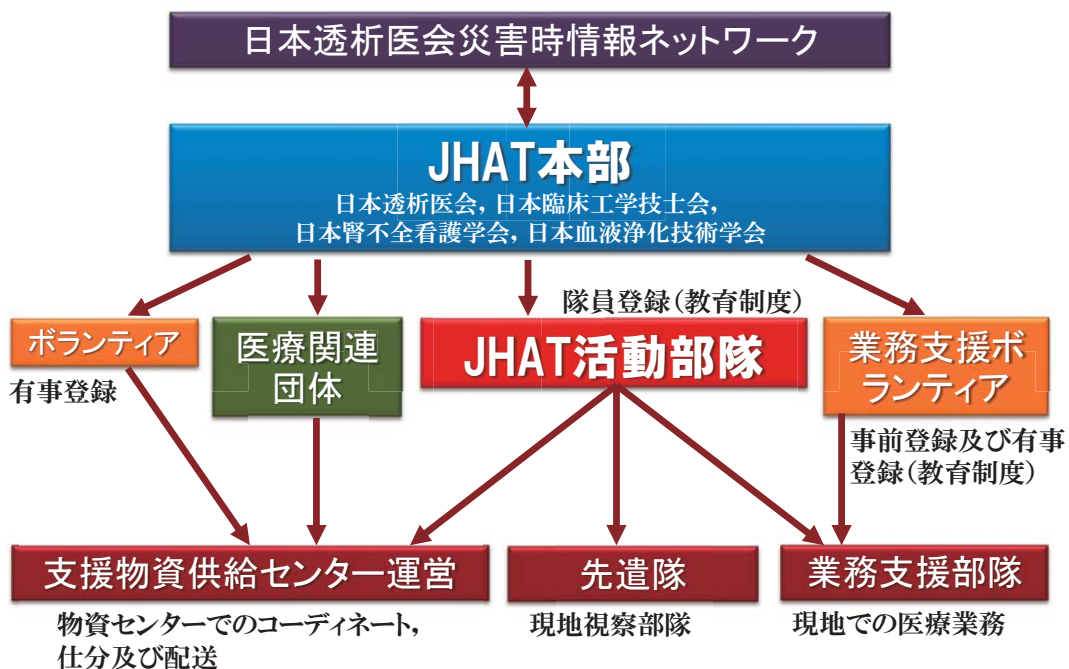 日本透析医会災害時情報ネットワーク
JHAT本部
日本透析医会，日本臨床工学技士会，
日本腎不全看護学会，日本血液浄化技術学会
隊員登録（教育制度）
ボランティア
有事登録
医療関連
団体
JHAT活動部隊
業務支援ボ
ランティア
事前登録及び有事
登録（教育制度）
支援物資供給センター運営
物資センターでのコーディネート，
仕分及び配送
先遣隊
現地視察部隊
業務支援部隊
現地での医療業務